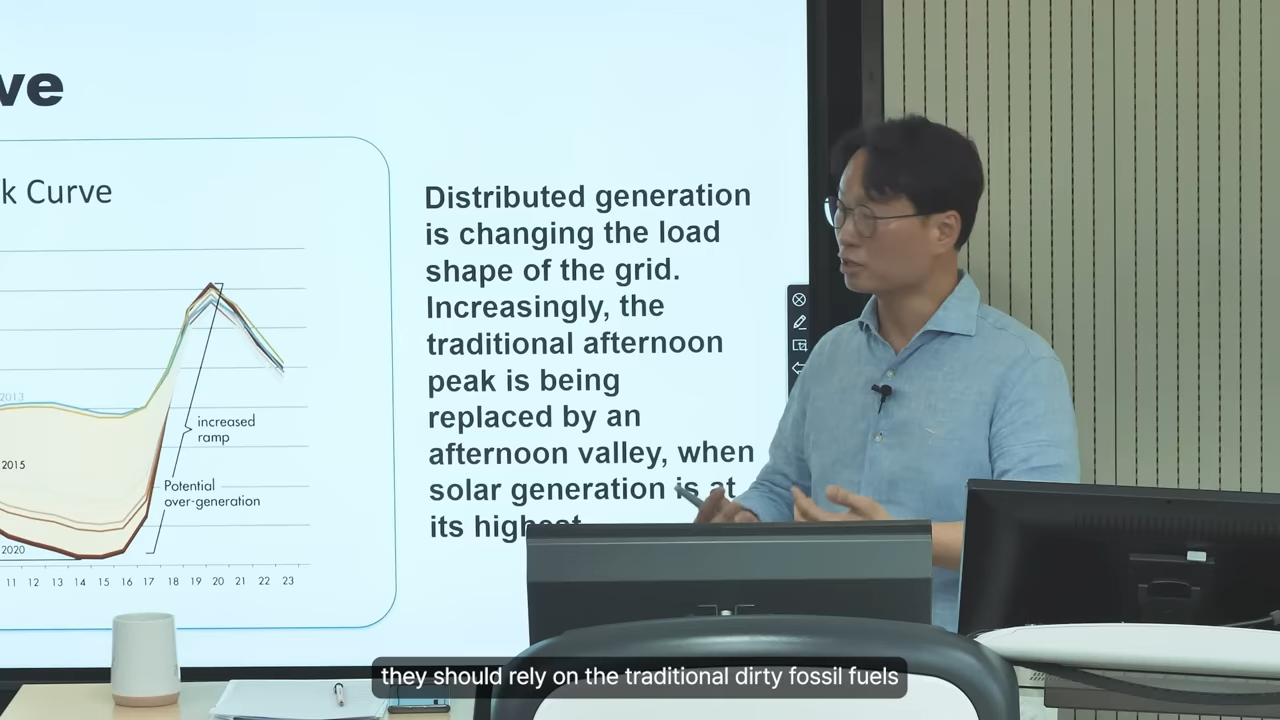 ve
k Curve
Distributed generation
is changing the load
shape of the grid.
Increasingly, the
traditional afternoon
peak is being
replaced by an
afternoon valley, when
solar generation is at
its highest
2013
increased
ramp
2015
Potential
over-generation
2020
11 12 13 14 15 16 17 18 19 20 21 22 23
they should rely on the traditional dirty fossil fuels